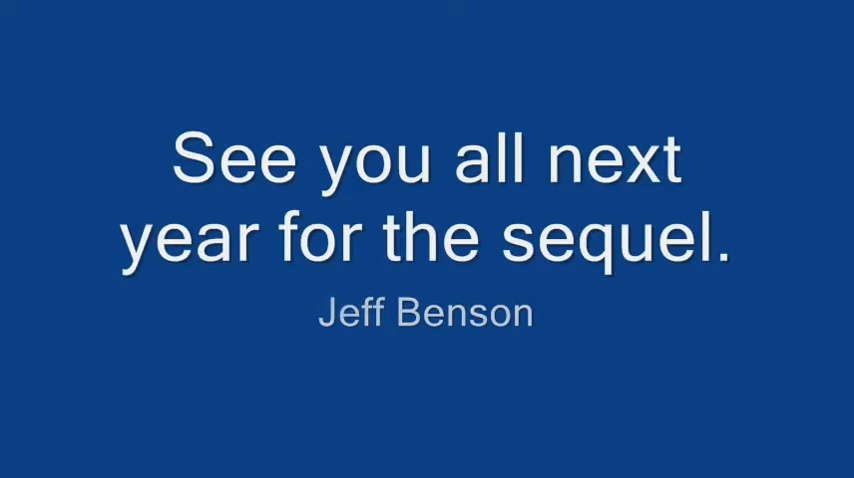 See you all next
year for the sequel.
Jeff Benson